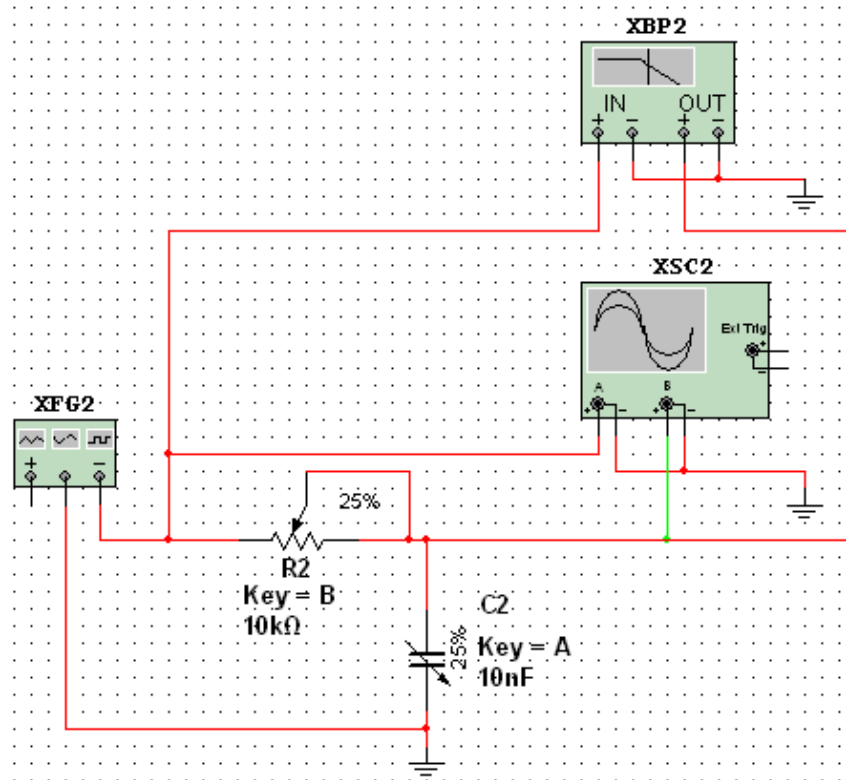 XBP2
IN OUT
+ − + −
XSC2
Ext Trig
+
−
A B
+ − + −
XFG2
+ −
25%
R2
Key = B
10kΩ
C2
25%
Key = A
10nF